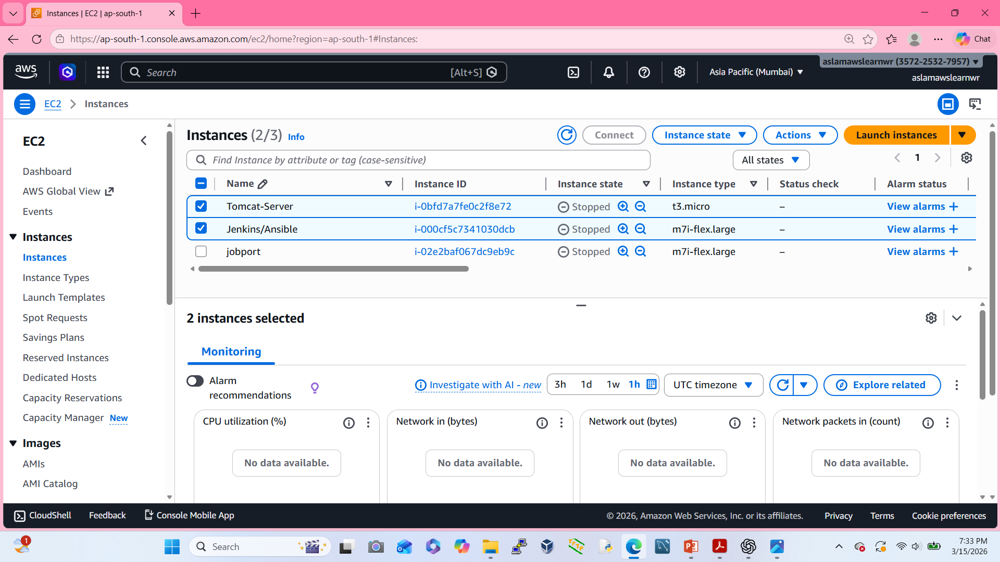 Instances | EC2 | ap-south-1
https://ap-south-1.console.aws.amazon.com/ec2/home?region=ap-south-1#Instances:
Chat
aws
Search
[Alt+S]
Asia Pacific (Mumbai)
aslamawslearnwr (3572-2532-7957)
aslamawslearnwr
EC2
Instances
EC2
Dashboard
AWS Global View
Events
Instances
Instances
Instance Types
Launch Templates
Spot Requests
Savings Plans
Reserved Instances
Dedicated Hosts
Capacity Reservations
Capacity Manager New
Images
AMIs
AMI Catalog
Instances (2/3) Info
Connect
Instance state
Actions
Launch instances
Find Instance by attribute or tag (case-sensitive)
All states
1
Name Instance ID Instance state Instance type Status check Alarm status
Tomcat-Server i-0bfd7a7fe0c2f8e72 Stopped t3.micro – View alarms +
Jenkins/Ansible i-000cf5c7341030dcb Stopped m7i-flex.large – View alarms +
jobport i-02e2baf067dc9eb9c Stopped m7i-flex.large – View alarms +
2 instances selected
Monitoring
Alarm
recommendations
Investigate with AI - new
3h 1d 1w 1h
UTC timezone
Explore related
CPU utilization (%)
No data available.
Network in (bytes)
No data available.
Network out (bytes)
No data available.
Network packets in (count)
No data available.
CloudShell
Feedback
Console Mobile App
© 2026, Amazon Web Services, Inc. or its affiliates.
Privacy
Terms
Cookie preferences
1
Search
TFTP
7:33 PM
3/15/2026